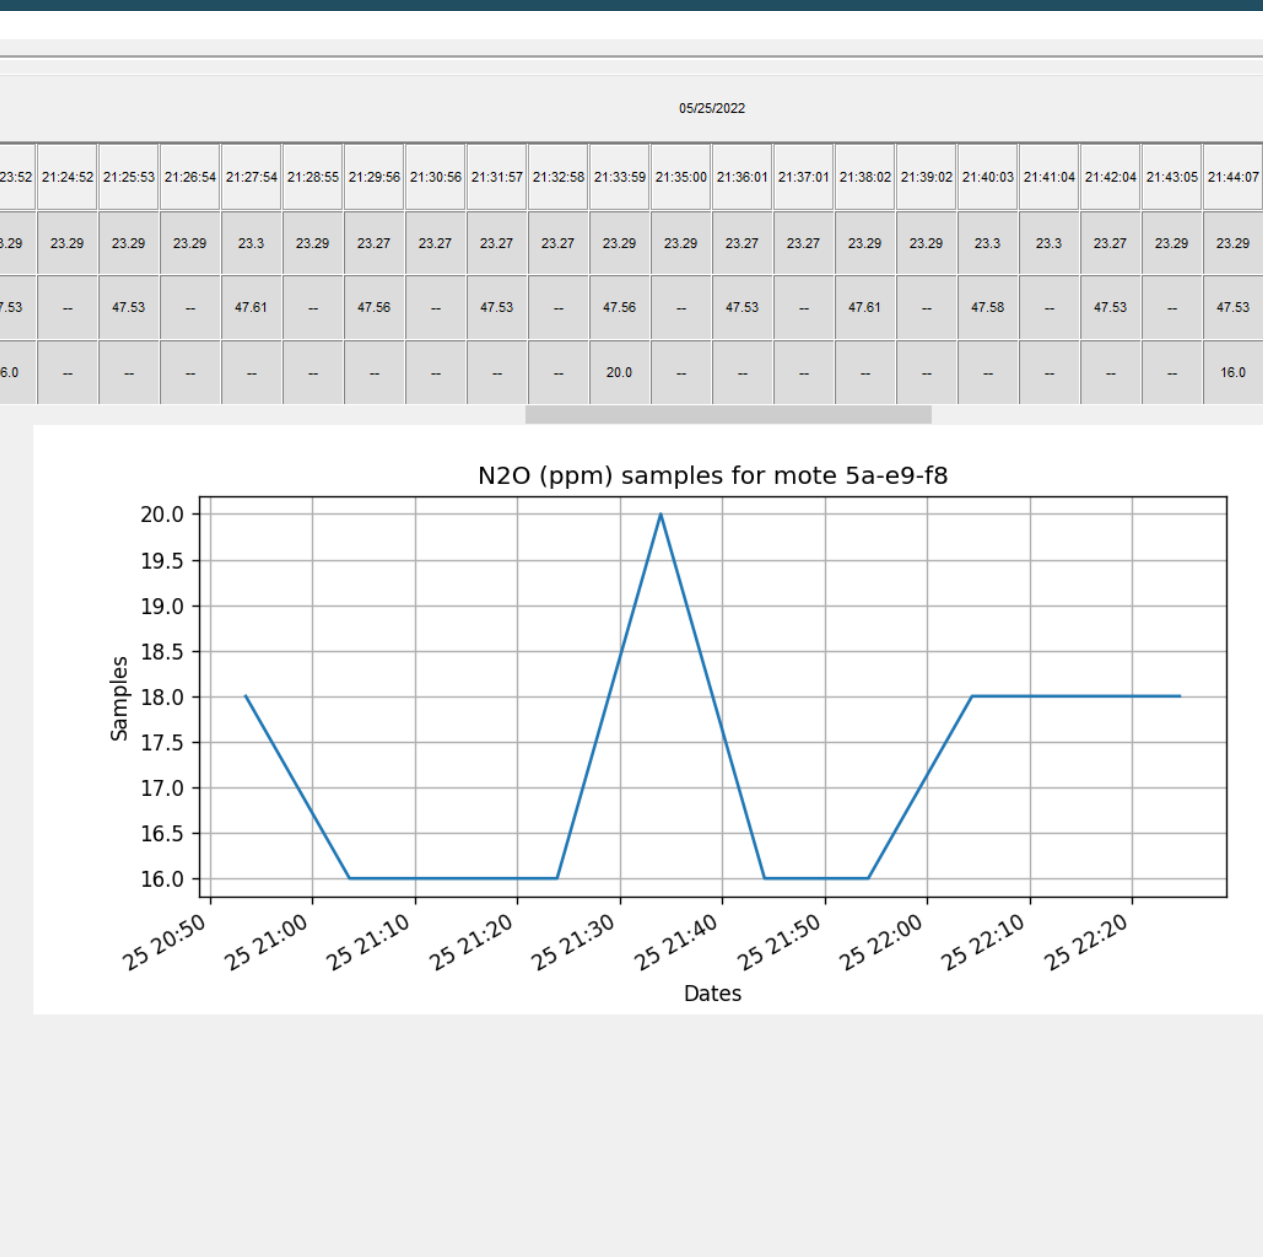 05/25/2022
23:52 21:24:52 21:25:53 21:26:54 21:27:54 21:28:55 21:29:56 21:30:56 21:31:57 21:32:58 21:33:59 21:35:00 21:36:01 21:37:01 21:38:02 21:39:02 21:40:03 21:41:04 21:42:04 21:43:05 21:44:07
.29 23.29 23.29 23.29 23.3 23.29 23.27 23.27 23.27 23.27 23.29 23.29 23.27 23.27 23.29 23.29 23.3 23.3 23.27 23.29 23.29
.53 -- 47.53 -- 47.61 -- 47.56 -- 47.53 -- 47.56 -- 47.53 -- 47.61 -- 47.58 -- 47.53 -- 47.53
6.0 -- -- -- -- -- -- -- -- -- 20.0 -- -- -- -- -- -- -- -- -- 16.0
N2O (ppm) samples for mote 5a-e9-f8
20.0
19.5
19.0
18.5
18.0
17.5
17.0
16.5
16.0
Samples
25 20:50 25 21:00 25 21:10 25 21:20 25 21:30 25 21:40 25 21:50 25 22:00 25 22:10 25 22:20
Dates